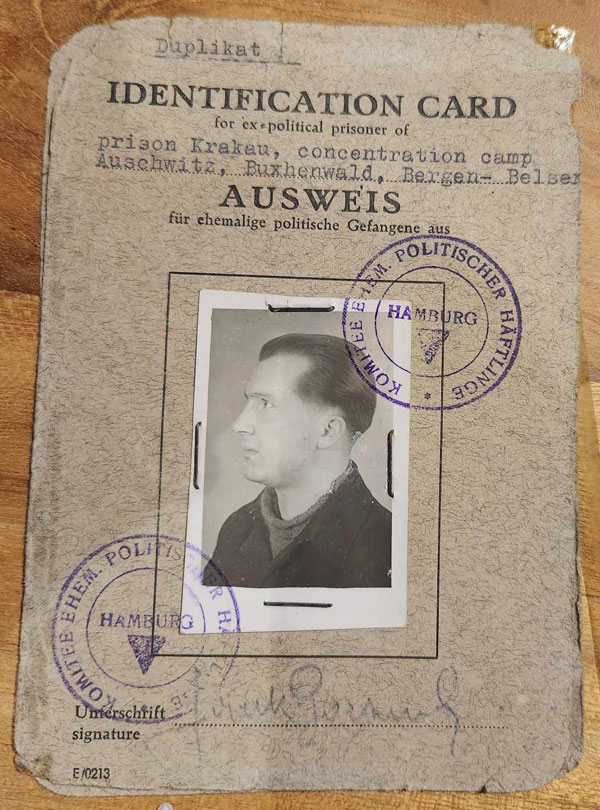 Duplikat
IDENTIFICATION CARD
for ex-political prisoner of
prison Krakau, concentration camp
Auschwitz, Buxhenwald, Bergen- Belsen
AUSWEIS
für ehemalige politische Gefangene aus
KOMITEE EHEM. POLITISCHER HÄFTLINGE
HAMBURG
KOMITEE EHEM. POLITISCHER HÄFTLINGE
HAMBURG
Unterschrift
signature
E/0213